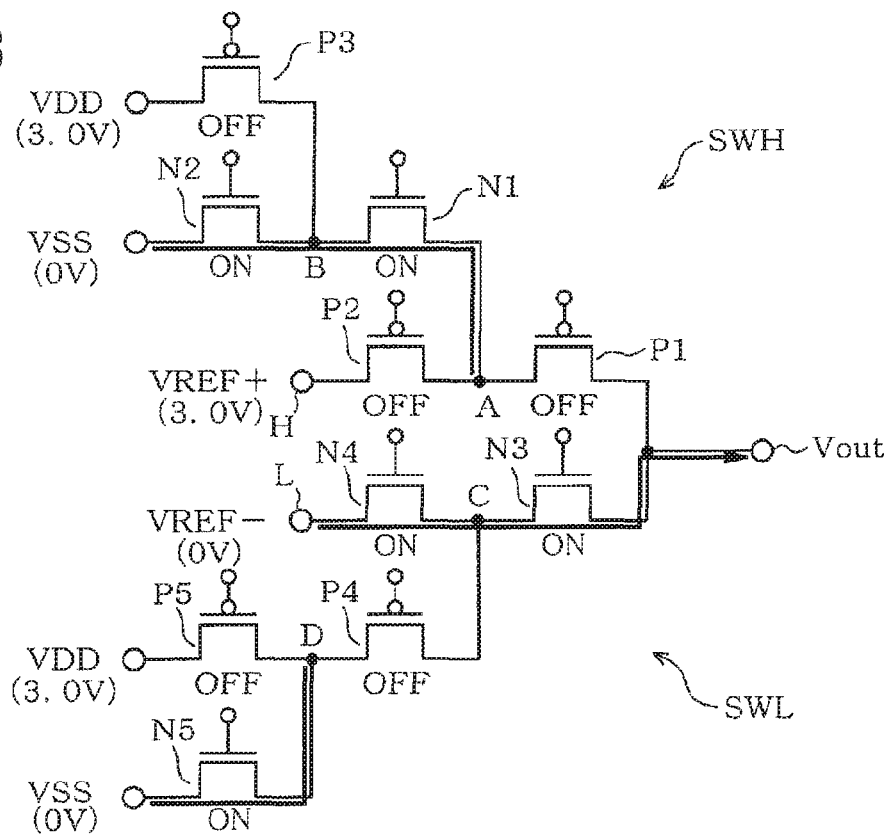 P3
VDD
(3. 0V)
OFF
SWH
N2
N1
VSS
(0V)
ON
B
ON
P2
P1
VREF+
(3. 0V)
H
OFF
A
OFF
N4
N3
Vout
L
C
VREF-
(0V)
ON
ON
P5
P4
D
VDD
(3. 0V)
OFF
OFF
SWL
N5
VSS
(0V)
ON